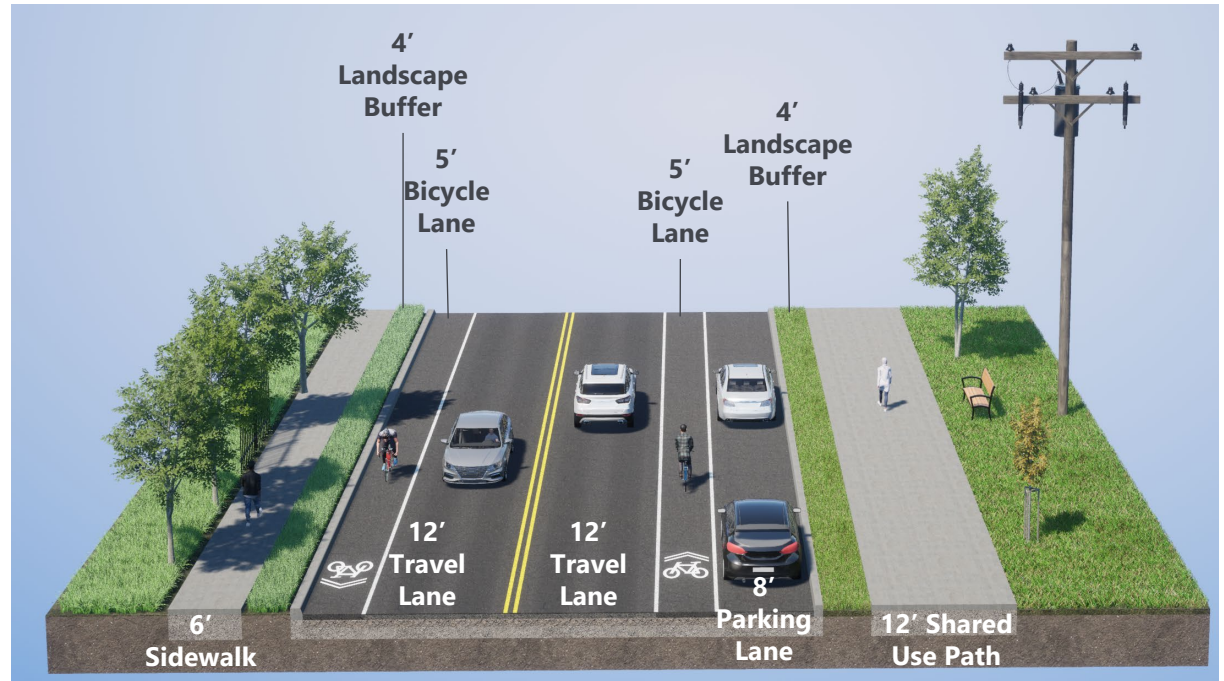 4’
Landscape
Buffer
5’
Bicycle
Lane
5’
Bicycle
Lane
4’
Landscape
Buffer
12’
Travel
Lane
12’
Travel
Lane
8’
Parking
Lane
6’
Sidewalk
12’ Shared
Use Path